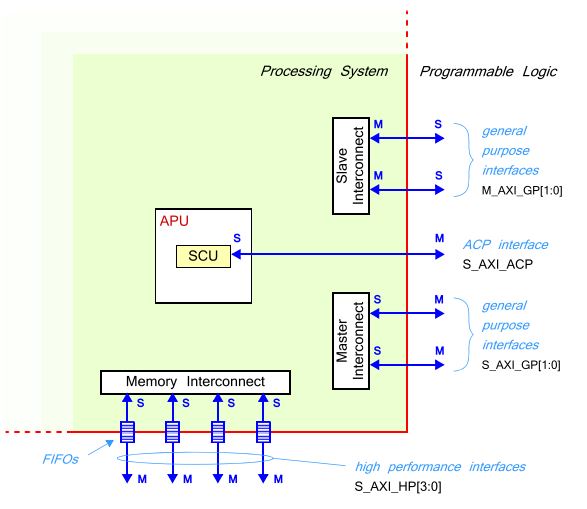 Processing System
Programmable Logic
M
S
Slave
Interconnect
general
purpose
interfaces
M
S
M_AXI_GP[1:0]
APU
SCU
S
M
ACP interface
S_AXI_ACP
S
M
Master
Interconnect
general
purpose
interfaces
S
M
S_AXI_GP[1:0]
Memory Interconnect
S
S
S
S
FIFOs
M
M
M
M
high performance interfaces
S_AXI_HP[3:0]